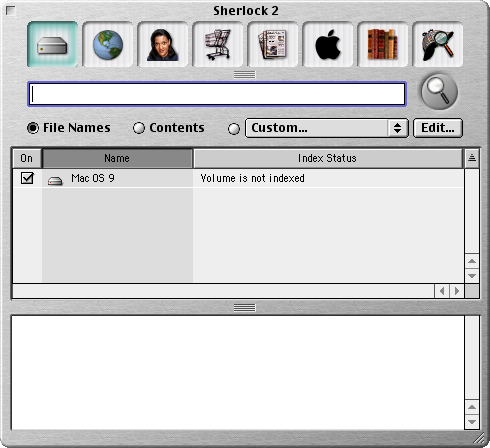 Sherlock 2
File Names
Contents
Custom...
Edit...
On
Name
Index Status
Mac OS 9
Volume is not indexed